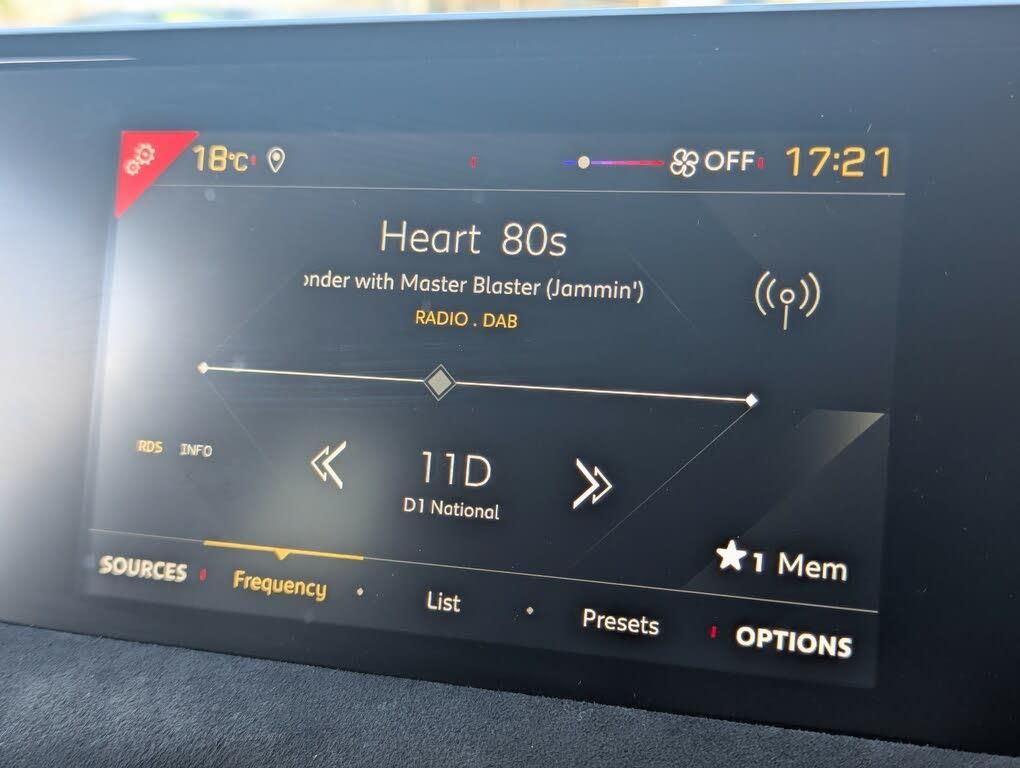 18°C OFF 17:21
Heart 80s
onder with Master Blaster (Jammin')
RADIO . DAB
RDS INFO
11D
D1 National
1 Mem
SOURCES Frequency List Presets OPTIONS